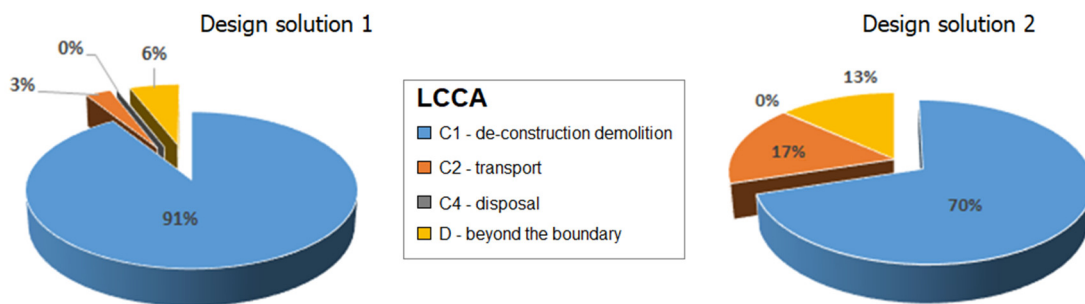 Design solution 1
0%
6%
3%
91%
LCCA
C1 - de-construction demolition
C2 - transport
C4 - disposal
D - beyond the boundary
Design solution 2
13%
0%
17%
70%